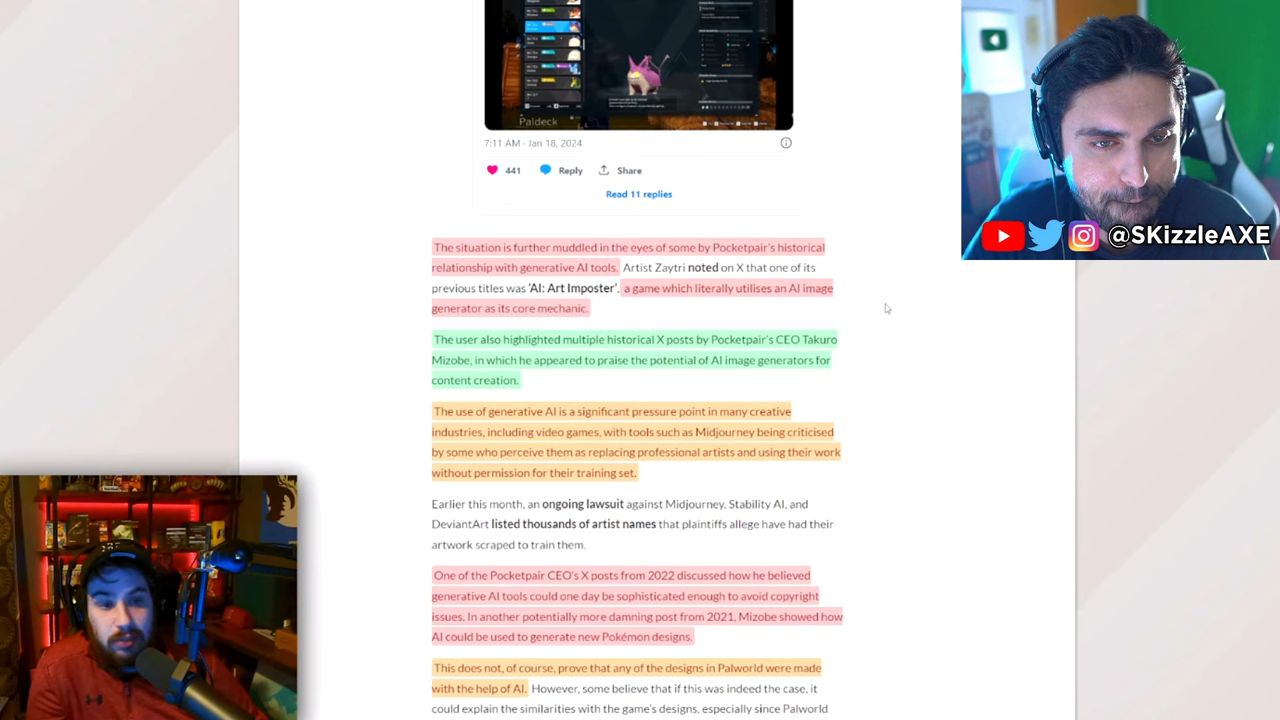 Paldeck
7:11 AM · Jan 18, 2024
441 Reply Share
Read 11 replies
@SKizzleAXE
The situation is further muddled in the eyes of some by Pocketpair's historical
relationship with generative AI tools. Artist Zaytri noted on X that one of its
previous titles was 'AI: Art Imposter', a game which literally utilises an AI image
generator as its core mechanic.
The user also highlighted multiple historical X posts by Pocketpair's CEO Takuro
Mizobe, in which he appeared to praise the potential of AI image generators for
content creation.
The use of generative AI is a significant pressure point in many creative
industries, including video games, with tools such as Midjourney being criticised
by some who perceive them as replacing professional artists and using their work
without permission for their training set.
Earlier this month, an ongoing lawsuit against Midjourney, Stability AI, and
DeviantArt listed thousands of artist names that plaintiffs allege have had their
artwork scraped to train them.
One of the Pocketpair CEO's X posts from 2022 discussed how he believed
generative AI tools could one day be sophisticated enough to avoid copyright
issues. In another potentially more damning post from 2021, Mizobe showed how
AI could be used to generate new Pokémon designs.
This does not, of course, prove that any of the designs in Palworld were made
with the help of AI. However, some believe that if this was indeed the case, it
could explain the similarities with the game's designs, especially since Palworld